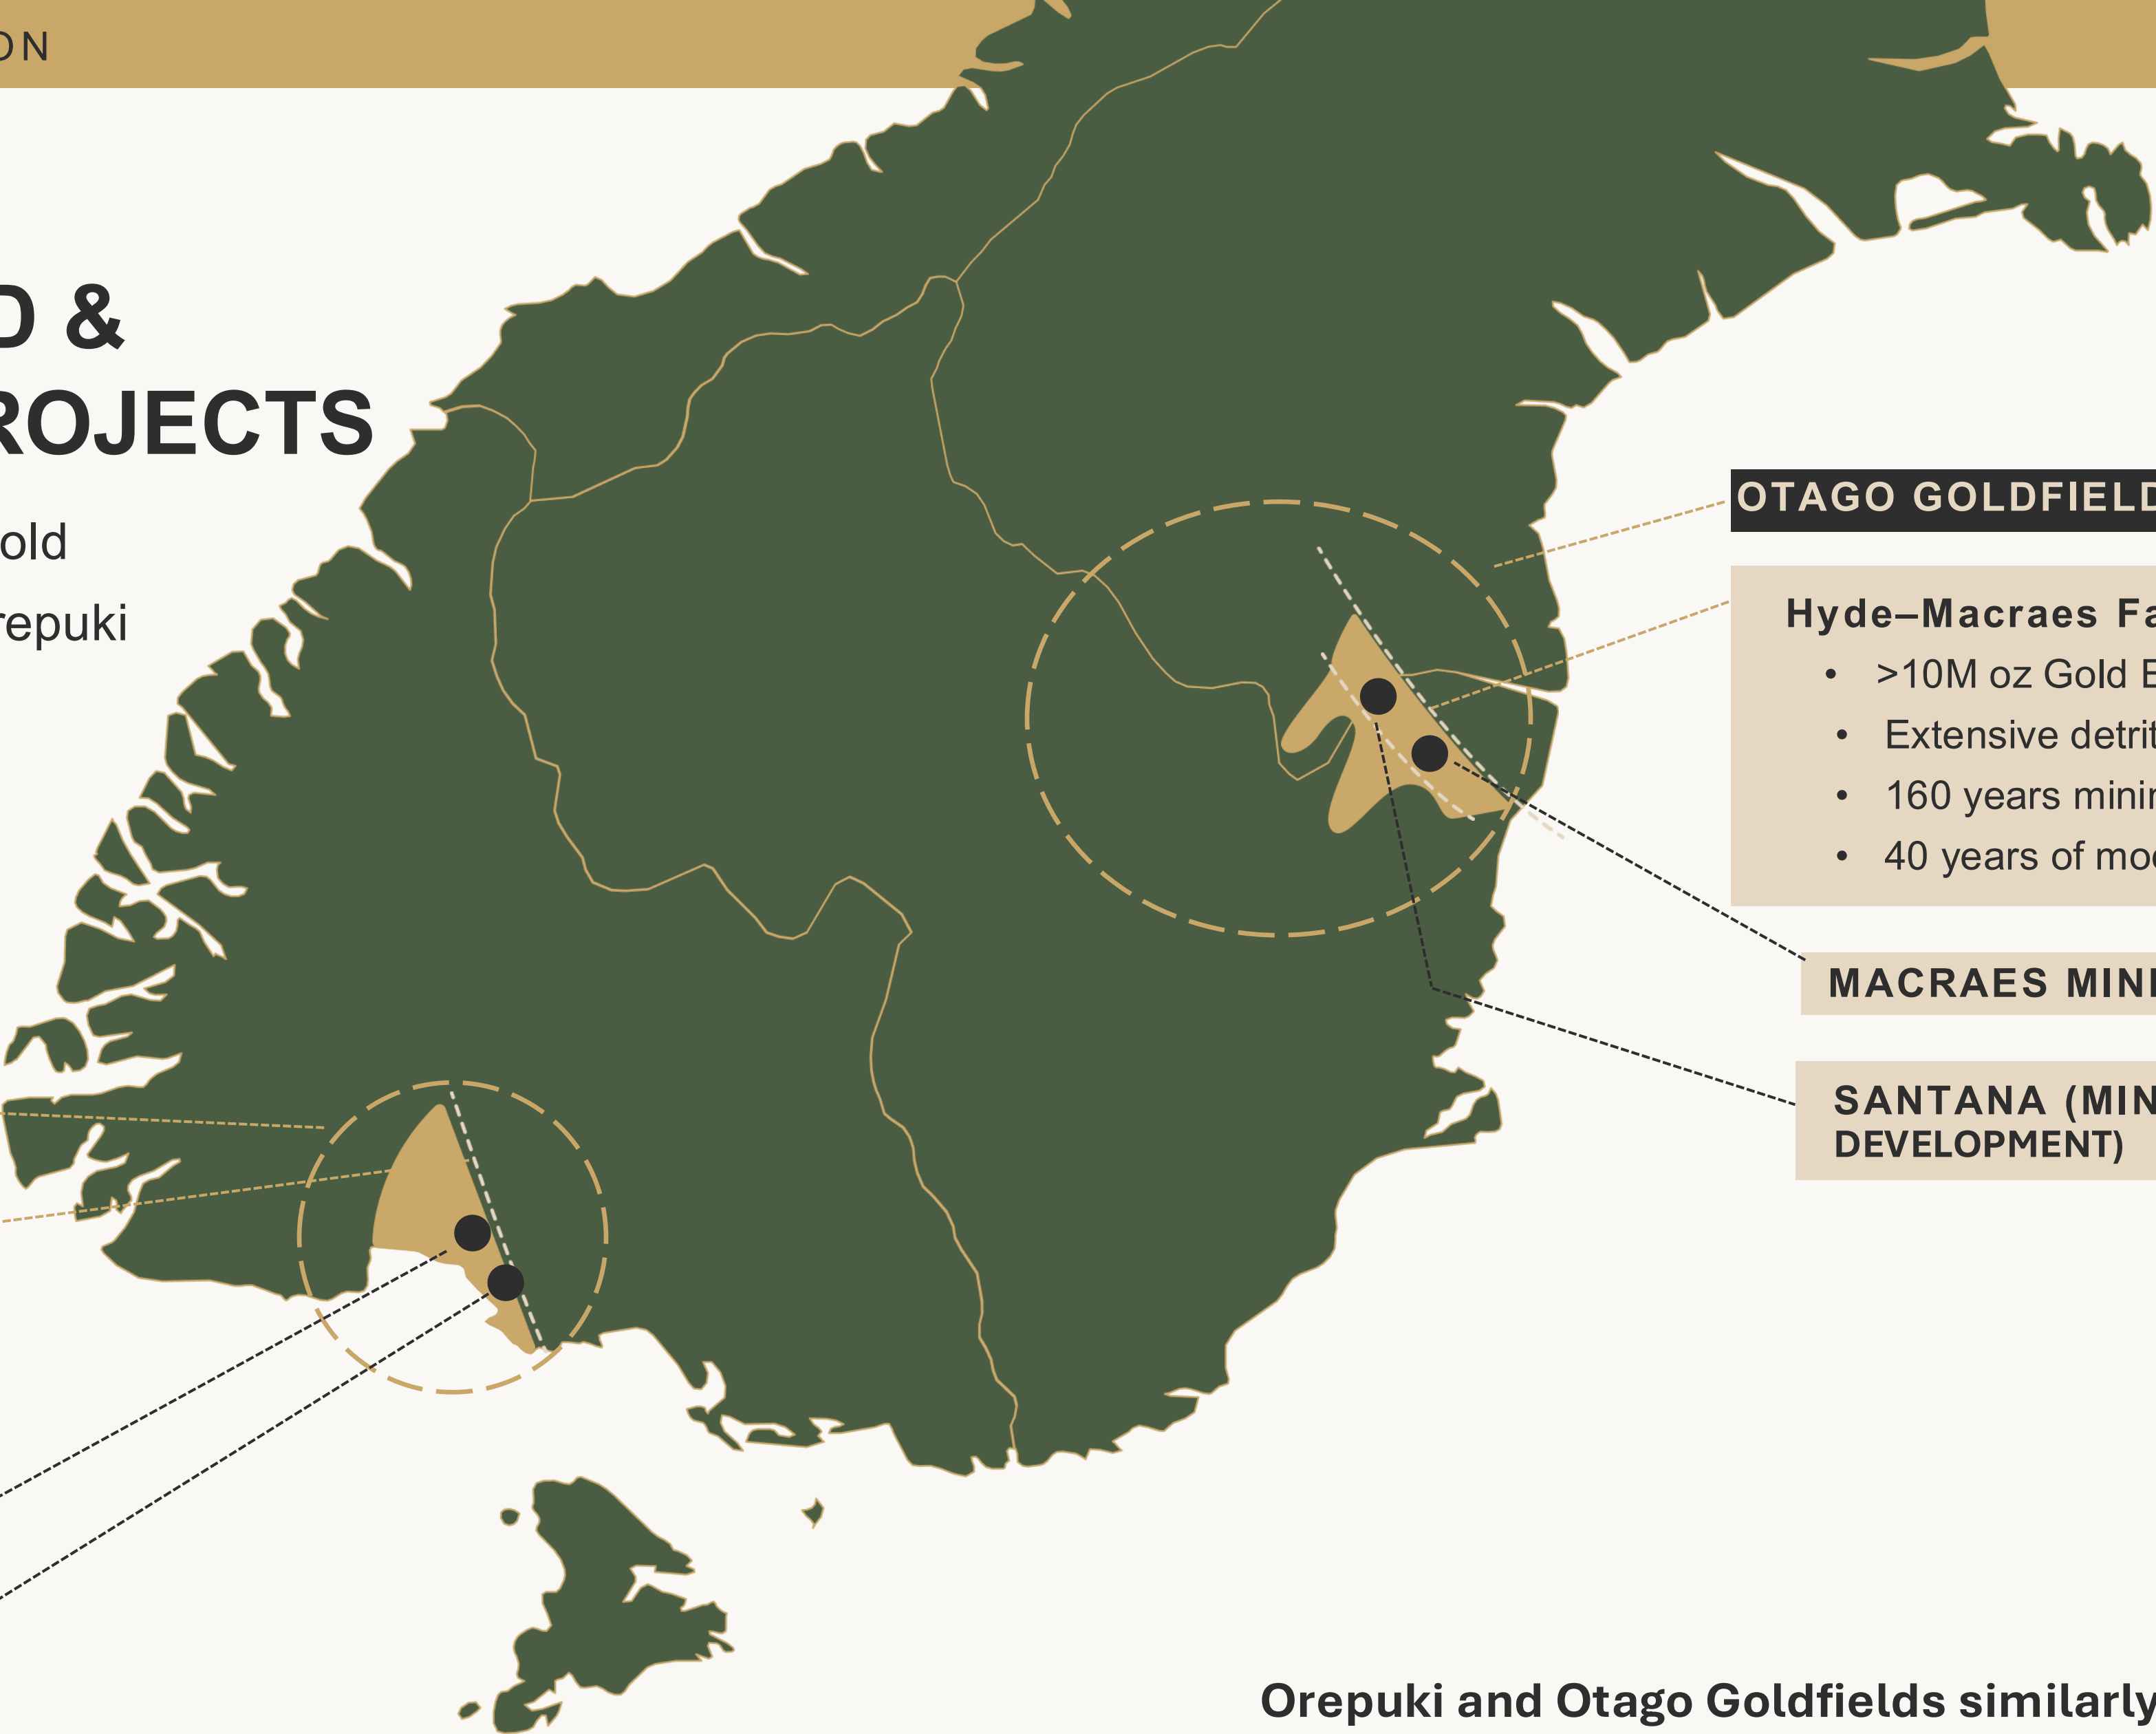 ON
D &
ROJECTS
old
repuki
OTAGO GOLDFIELD
Hyde–Macraes Fa
• >10M oz Gold E
• Extensive detrit
• 160 years minin
• 40 years of mod
MACRAES MINI
SANTANA (MIN
DEVELOPMENT)
Orepuki and Otago Goldfields similarly